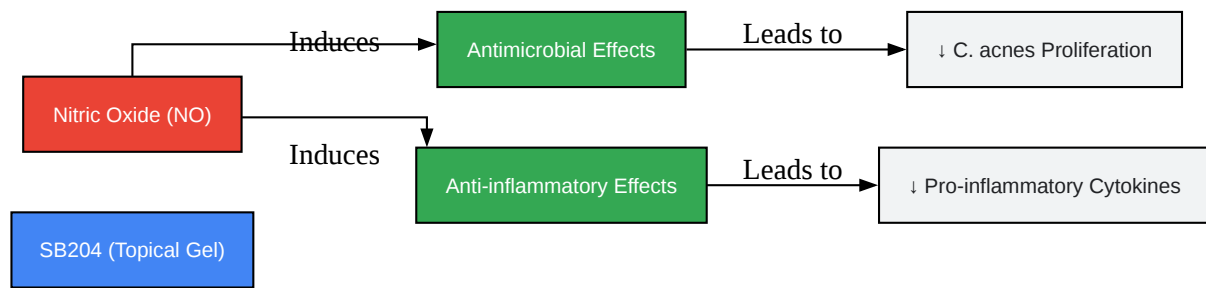 Induces
Antimicrobial Effects
Leads to
↓ C. acnes Proliferation
Nitric Oxide (NO)
Induces
Anti-inflammatory Effects
Leads to
↓ Pro-inflammatory Cytokines
SB204 (Topical Gel)